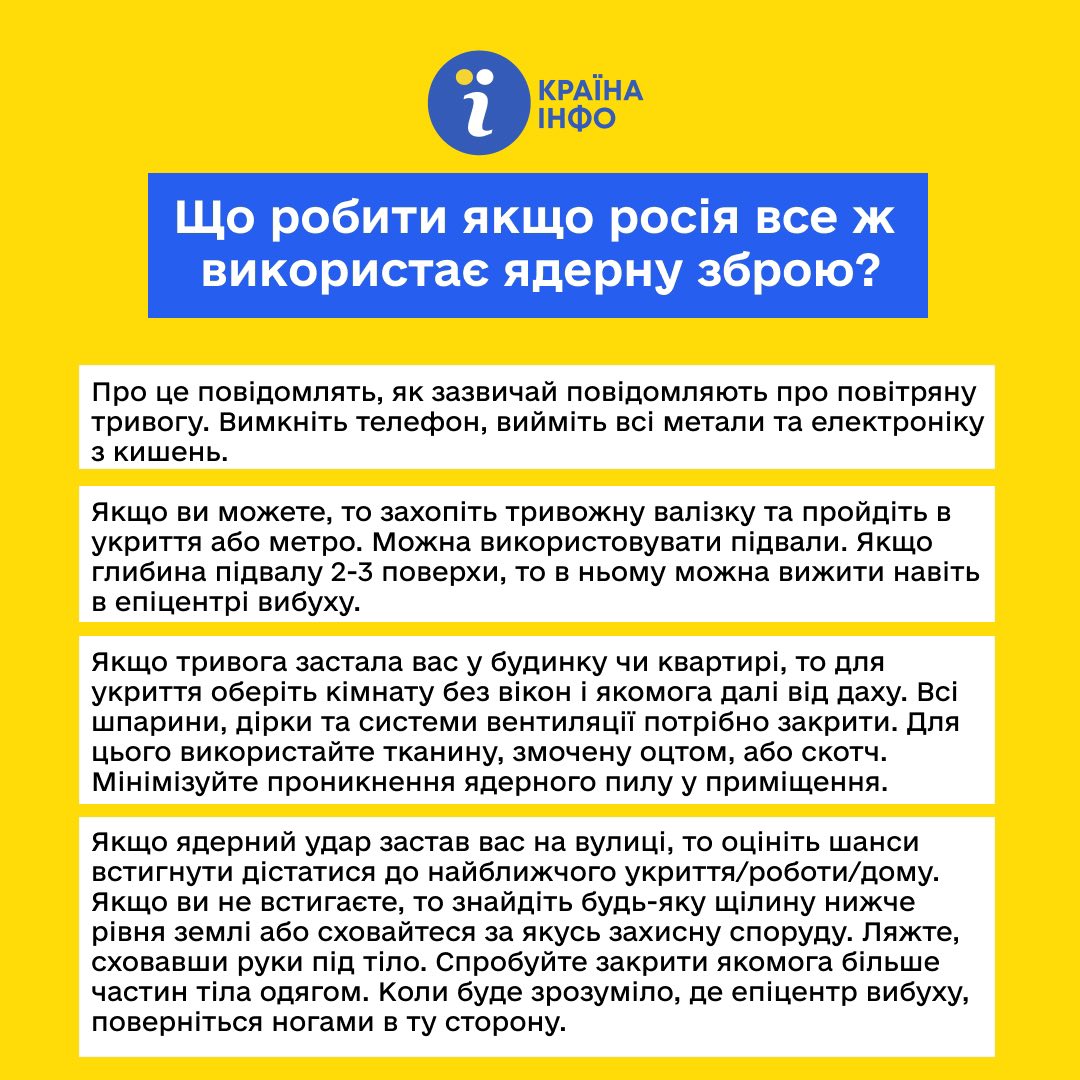 КРАЇНА
ІНФО
Що робити якщо росія все ж
використає ядерну зброю?
Про це повідомлять, як зазвичай повідомляють про повітряну
тривогу. Вимкніть телефон, вийміть всі метали та електроніку
з кишень.
Якщо ви можете, то захопіть тривожну валізку та пройдіть в
укриття або метро. Можна використовувати підвали. Якщо
глибина підвалу 2-3 поверхи, то в ньому можна вижити навіть
в епіцентрі вибуху.
Якщо тривога застала вас у будинку чи квартирі, то для
укриття оберіть кімнату без вікон і якомога далі від даху. Всі
шпарини, дірки та системи вентиляції потрібно закрити. Для
цього використайте тканину, змочену оцтом, або скотч.
Мінімізуйте проникнення ядерного пилу у приміщення.
Якщо ядерний удар застав вас на вулиці, то оцініть шанси
встигнути дістатися до найближчого укриття/роботи/дому.
Якщо ви не встигаєте, то знайдіть будь-яку щілину нижче
рівня землі або сховайтеся за якусь захисну споруду. Ляжте,
сховавши руки під тіло. Спробуйте закрити якомога більше
частин тіла одягом. Коли буде зрозуміло, де епіцентр вибуху,
поверніться ногами в ту сторону.